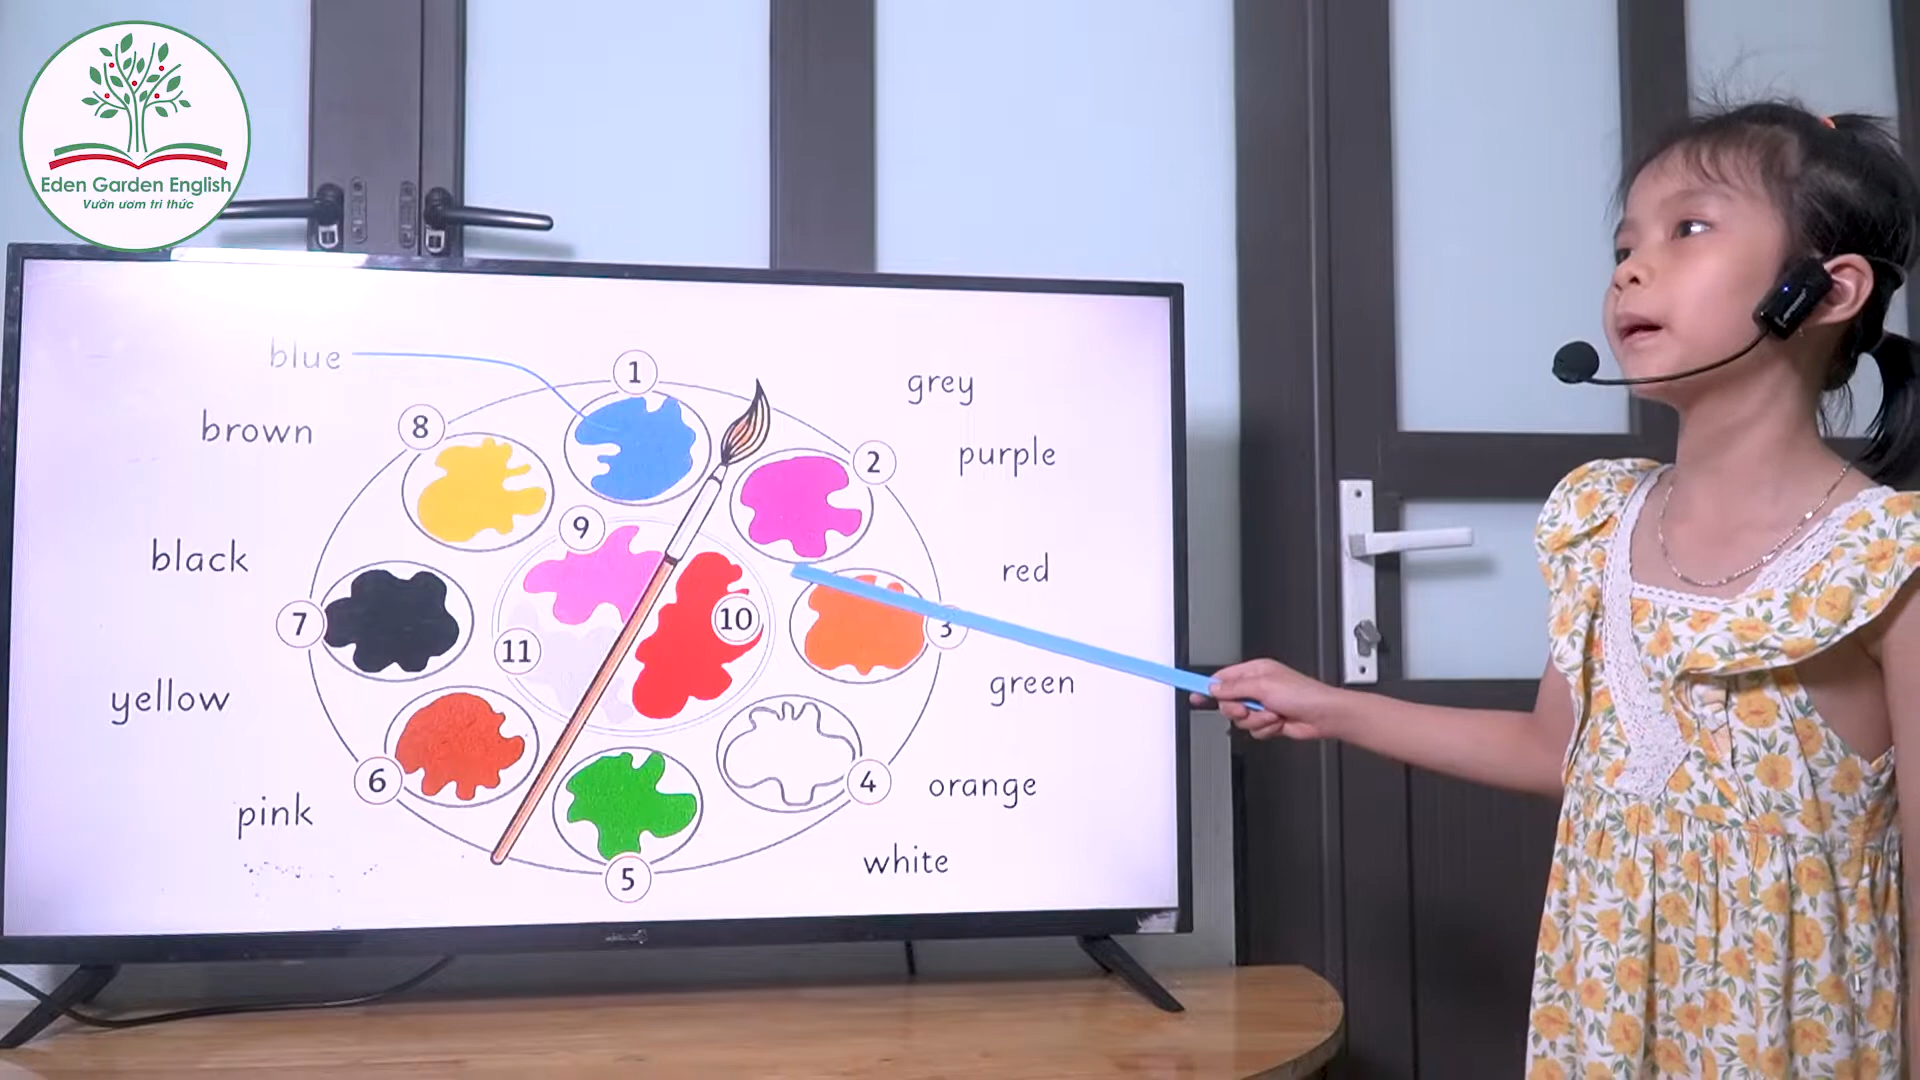 Eden Garden English
Vườn ươm tri thức
blue
1
grey
brown
8
2
purple
9
black
red
7
10
3
11
yellow
green
6
4
orange
pink
5
white